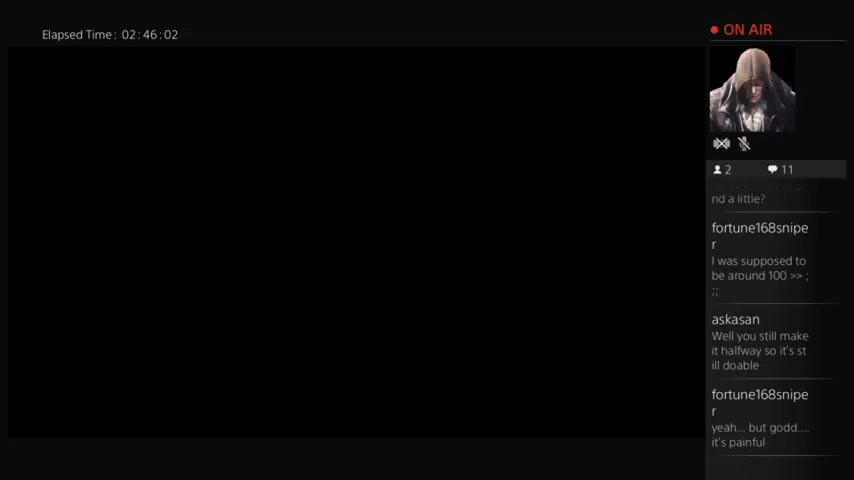 Elapsed Time: 02:46:02
ON AIR
2
11
nd a little?
fortune168snipe
r
I was supposed to
be around 100 >> ;
;;
askasan
Well you still make
it halfway so it's st
ill doable
fortune168snipe
r
yeah... but godd....
it's painful